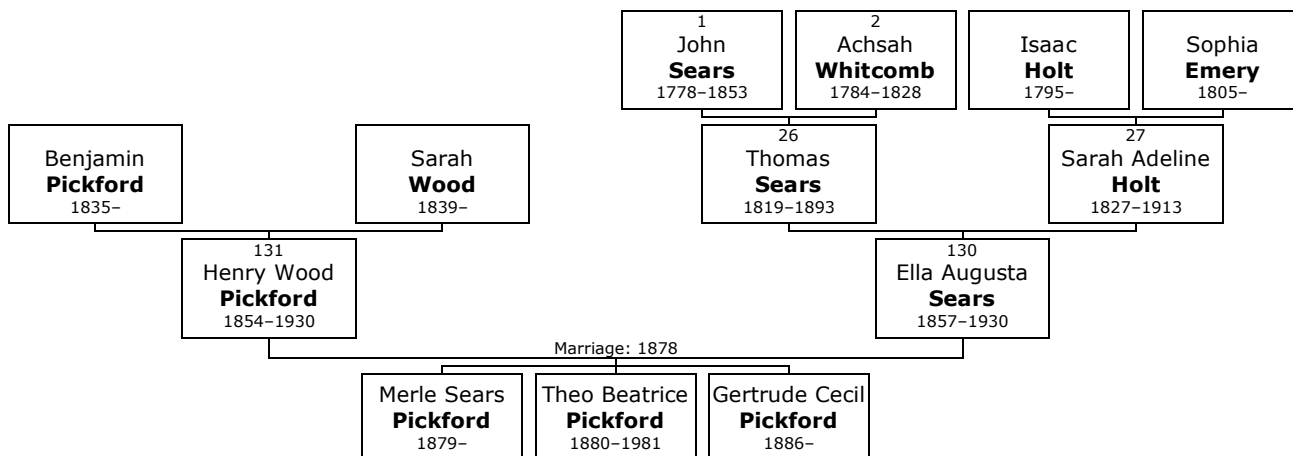 1
John
Sears
1778–1853
2
Achsah
Whitcomb
1784–1828
Isaac
Holt
1795–
Sophia
Emery
1805–
Benjamin
Pickford
1835–
Sarah
Wood
1839–
26
Thomas
Sears
1819–1893
27
Sarah Adeline
Holt
1827–1913
131
Henry Wood
Pickford
1854–1930
130
Ella Augusta
Sears
1857–1930
Marriage: 1878
Merle Sears
Pickford
1879–
Theo Beatrice
Pickford
1880–1981
Gertrude Cecil
Pickford
1886–